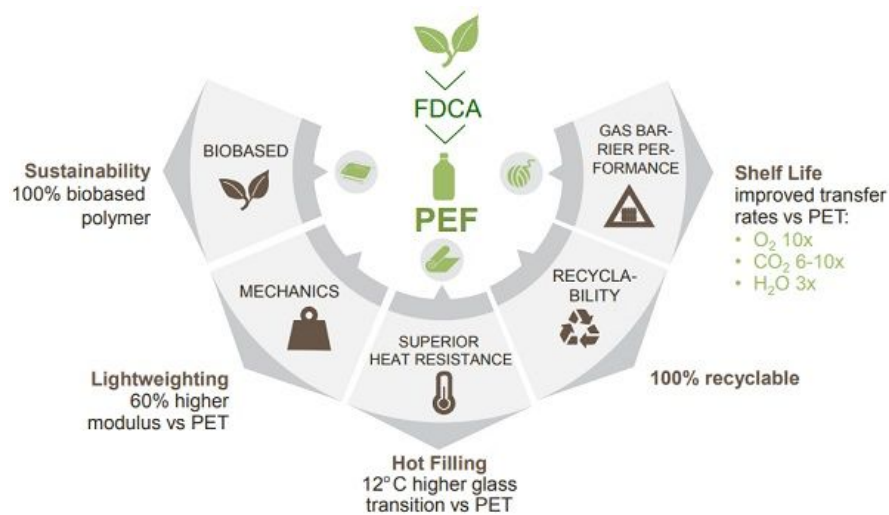 FDCA
PEF
BIOBASED
Sustainability
100% biobased
polymer
MECHANICS
Lightweighting
60% higher
modulus vs PET
SUPERIOR
HEAT RESISTANCE
Hot Filling
12°C higher glass
transition vs PET
RECYCLA-
BILITY
100% recyclable
GAS BAR-
RIER PER-
FORMANCE
Shelf Life
improved transfer
rates vs PET:
• O₂ 10x
• CO₂ 6-10x
• H₂O 3x